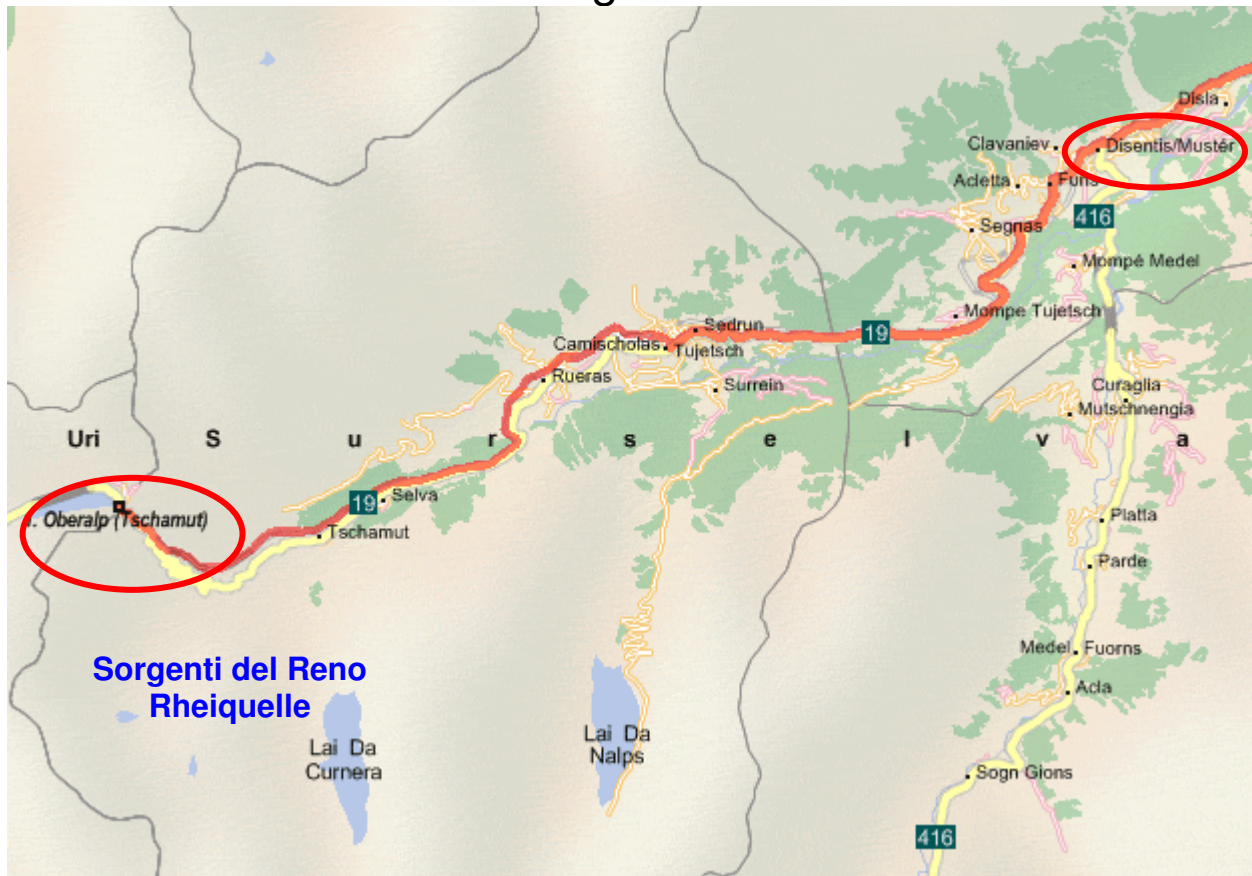 g
Disla
Clavaniev
Disentis/Mustér
Acletta
Funs
416
Segnas
Mompé Medel
Mompe Tujetsch
Sedrun
19
Camischolas
Tujetsch
Rueras
Surrein
Curaglia
Mutschnengia
Uri S u r s e l v a
19
Selva
. Oberalp (Tschamut)
Tschamut
Platta
Parde
Sorgenti del Reno
Rheiquelle
Medel
Fuorns
Acla
Lai Da
Curnera
Lai Da
Nalps
Sogn Gions
416